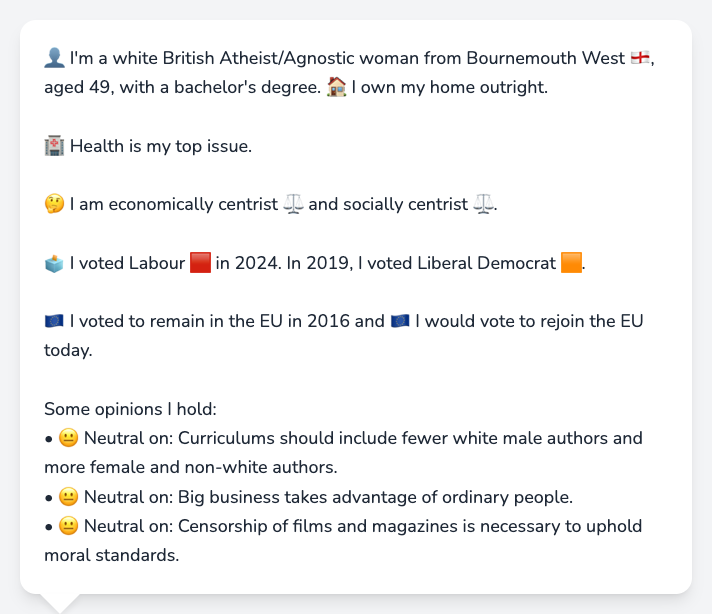 👤 I'm a white British Atheist/Agnostic woman from Bournemouth West 🏴󠁧󠁢󠁥󠁮󠁧󠁿,
aged 49, with a bachelor's degree. 🏠 I own my home outright.
🏥 Health is my top issue.
🤔 I am economically centrist ⚖️ and socially centrist ⚖️.
🗳️ I voted Labour 🟥 in 2024. In 2019, I voted Liberal Democrat 🟧.
🇪🇺 I voted to remain in the EU in 2016 and 🇪🇺 I would vote to rejoin the EU
today.
Some opinions I hold:
• 😐 Neutral on: Curriculums should include fewer white male authors and
more female and non-white authors.
• 😐 Neutral on: Big business takes advantage of ordinary people.
• 😐 Neutral on: Censorship of films and magazines is necessary to uphold
moral standards.